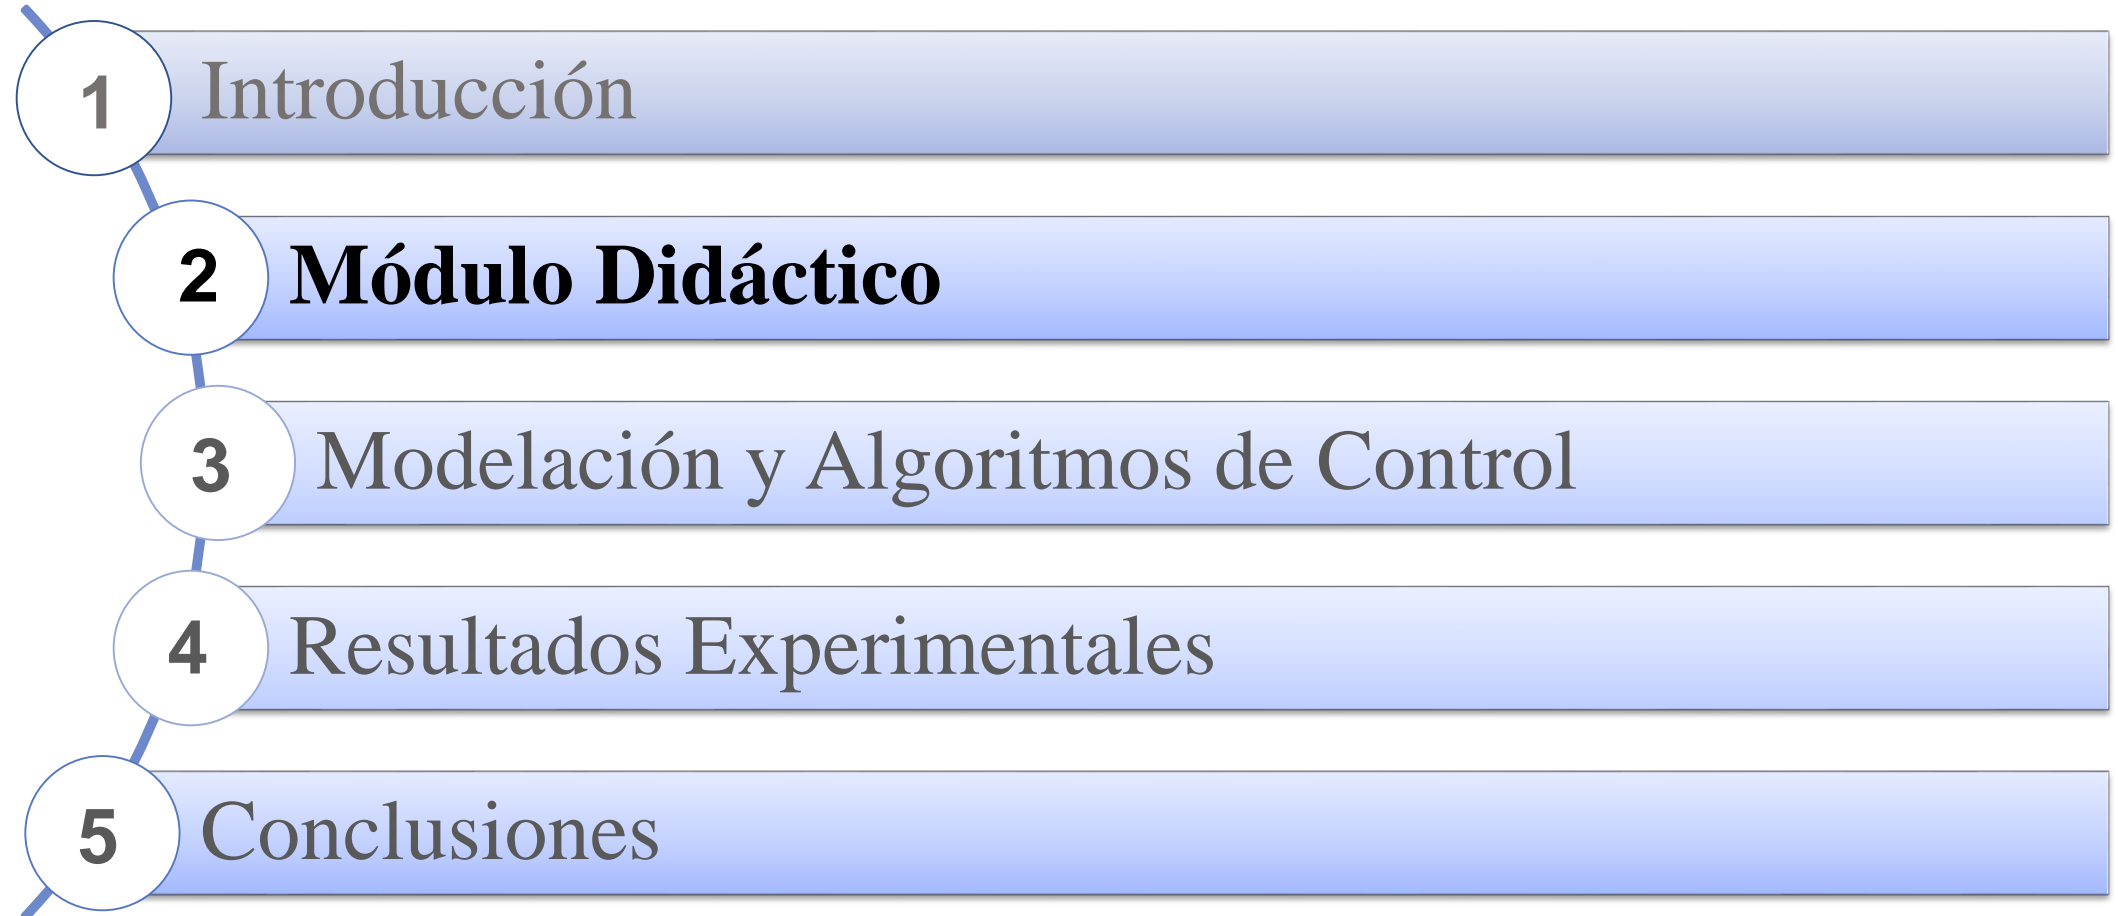 1 Introducción
2 Módulo Didáctico
3 Modelación y Algoritmos de Control
4 Resultados Experimentales
5 Conclusiones